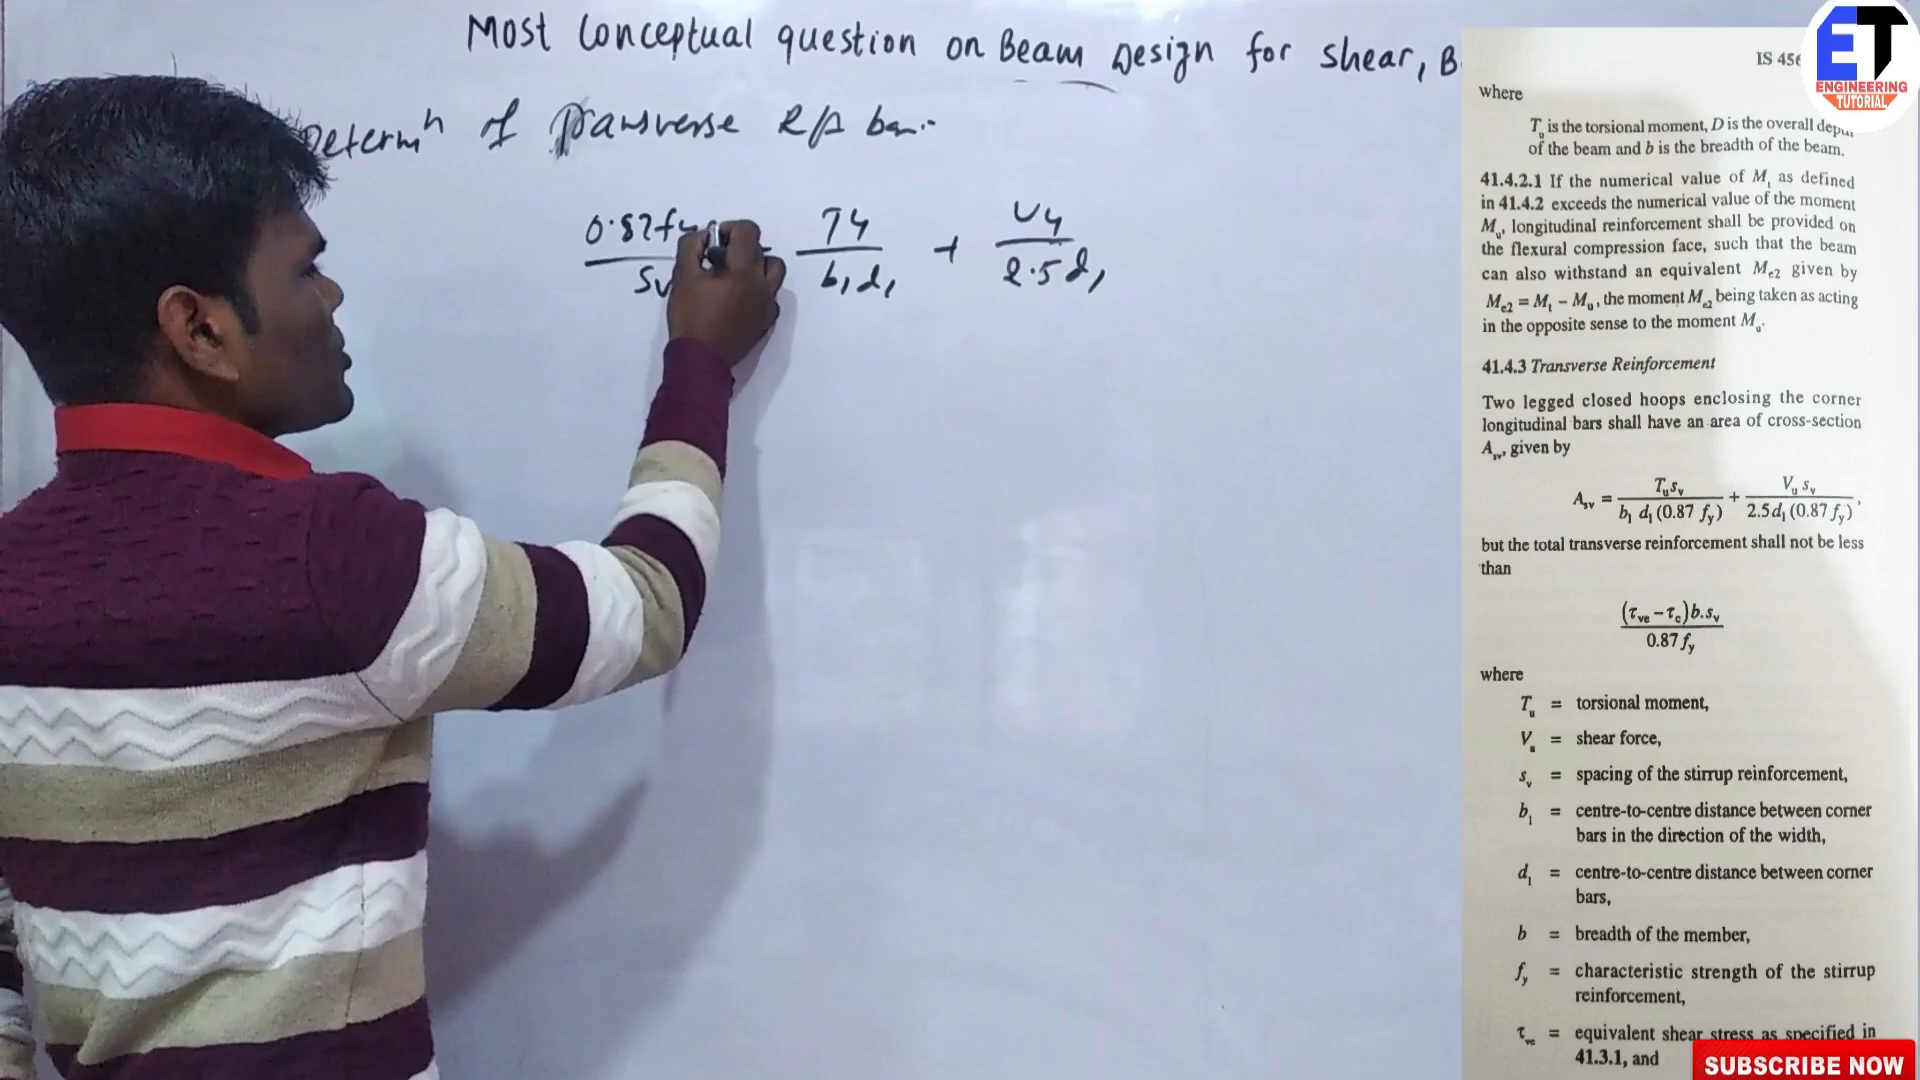 Most Conceptual question on Beam Design for shear, B
Determⁿ of Transverse R/f bar:-
0.87fy
Sv
Tu
b₁d₁
+
Vu
2.5d₁
IS 456
ET
ENGINEERING
TUTORIAL
where
Tᵤ is the torsional moment, D is the overall
of the beam and b is the breadth of the beam.
41.4.2.1 If the numerical value of Mₜ as defined
in 41.4.2 exceeds the numerical value of the moment
Mᵤ, longitudinal reinforcement shall be provided on
the flexural compression face, such that the beam
can also withstand an equivalent Mₑ₂ given by
Mₑ₂ = Mₜ – Mᵤ, the moment Mₑ₂ being taken as acting
in the opposite sense to the moment Mᵤ.
41.4.3 Transverse Reinforcement
Two legged closed hoops enclosing the corner
longitudinal bars shall have an area of cross-section
Aₛᵥ, given by
Aₛᵥ = Tᵤsᵥ / b₁ d₁ (0.87 f_y) + Vᵤ sᵥ / 2.5d₁ (0.87 f_y),
but the total transverse reinforcement shall not be less
than
(τᵥₑ – τ_c) b.sᵥ
0.87 f_y
where
Tᵤ = torsional moment,
Vᵤ = shear force,
sᵥ = spacing of the stirrup reinforcement,
b₁ = centre-to-centre distance between corner
bars in the direction of the width,
d₁ = centre-to-centre distance between corner
bars,
b = breadth of the member,
f_y = characteristic strength of the stirrup
reinforcement,
τᵥₑ = equivalent shear stress as specified in
41.3.1, and
SUBSCRIBE NOW